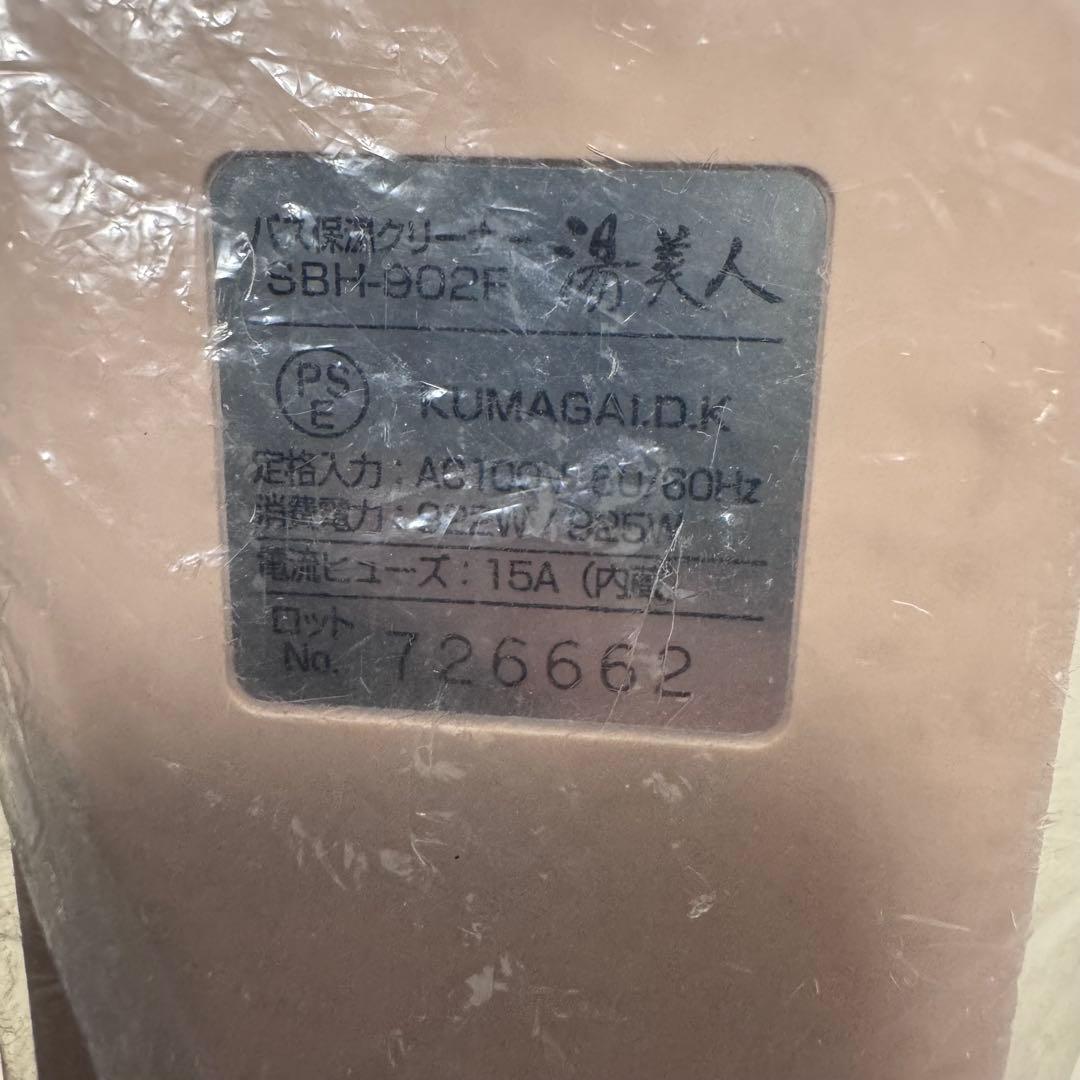 バス保温クリーナー 湯美人
SBH-902F
PS
E
KUMAGAI.D.K
定格入力：AC100V 50/60Hz
消費電力：922W/925W
電流ヒューズ：15A（内蔵）
ロット
No. 726662